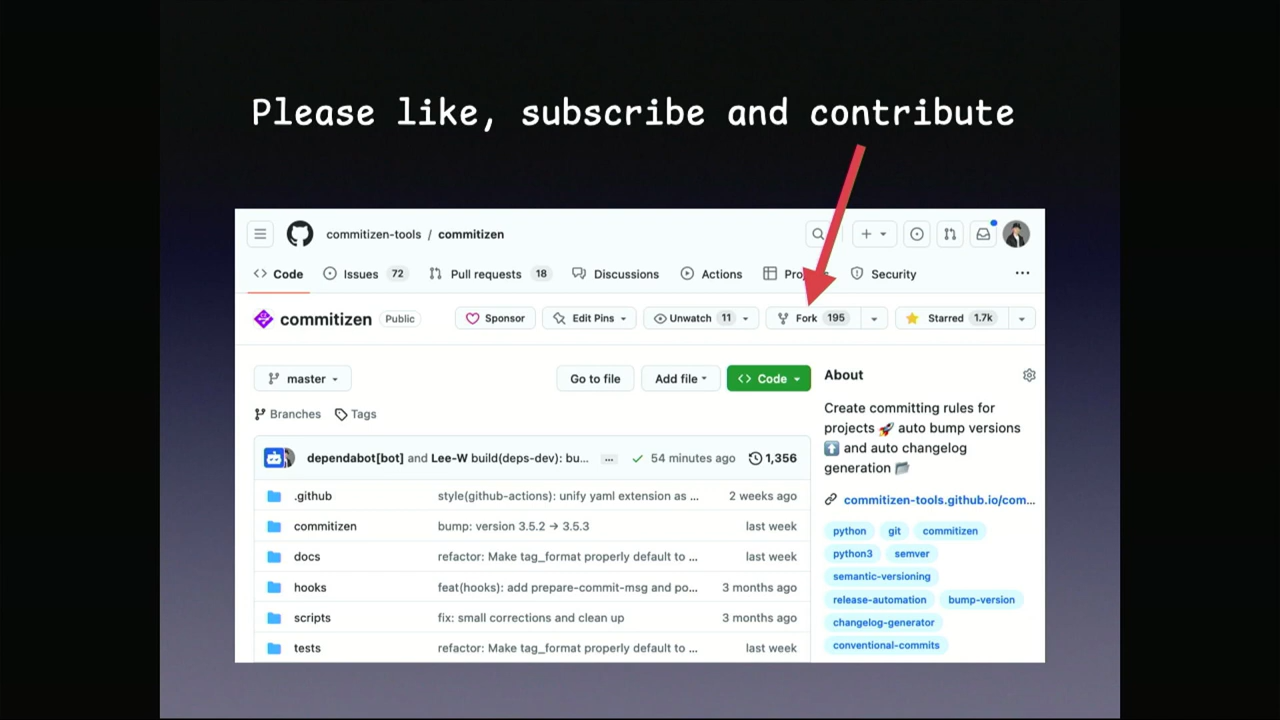 Please like, subscribe and contribute
commitizen-tools / commitizen
Code Issues 72 Pull requests 18 Discussions Actions Security
commitizen Public Sponsor Edit Pins Unwatch 11 Fork 195 Starred 1.7k
master Go to file Add file Code
Branches Tags
dependabot[bot] and Lee-W build(deps-dev): bu... ... 54 minutes ago 1,356
.github style(github-actions): unify yaml extension as ... 2 weeks ago
commitizen bump: version 3.5.2 → 3.5.3 last week
docs refactor: Make tag_format properly default to ... last week
hooks feat(hooks): add prepare-commit-msg and po... 3 months ago
scripts fix: small corrections and clean up 3 months ago
tests refactor: Make tag_format properly default to ... last week
About
Create committing rules for
projects 🚀 auto bump versions
⬆️ and auto changelog
generation 📂
commitizen-tools.github.io/com...
python git commitizen
python3 semver
semantic-versioning
release-automation bump-version
changelog-generator
conventional-commits